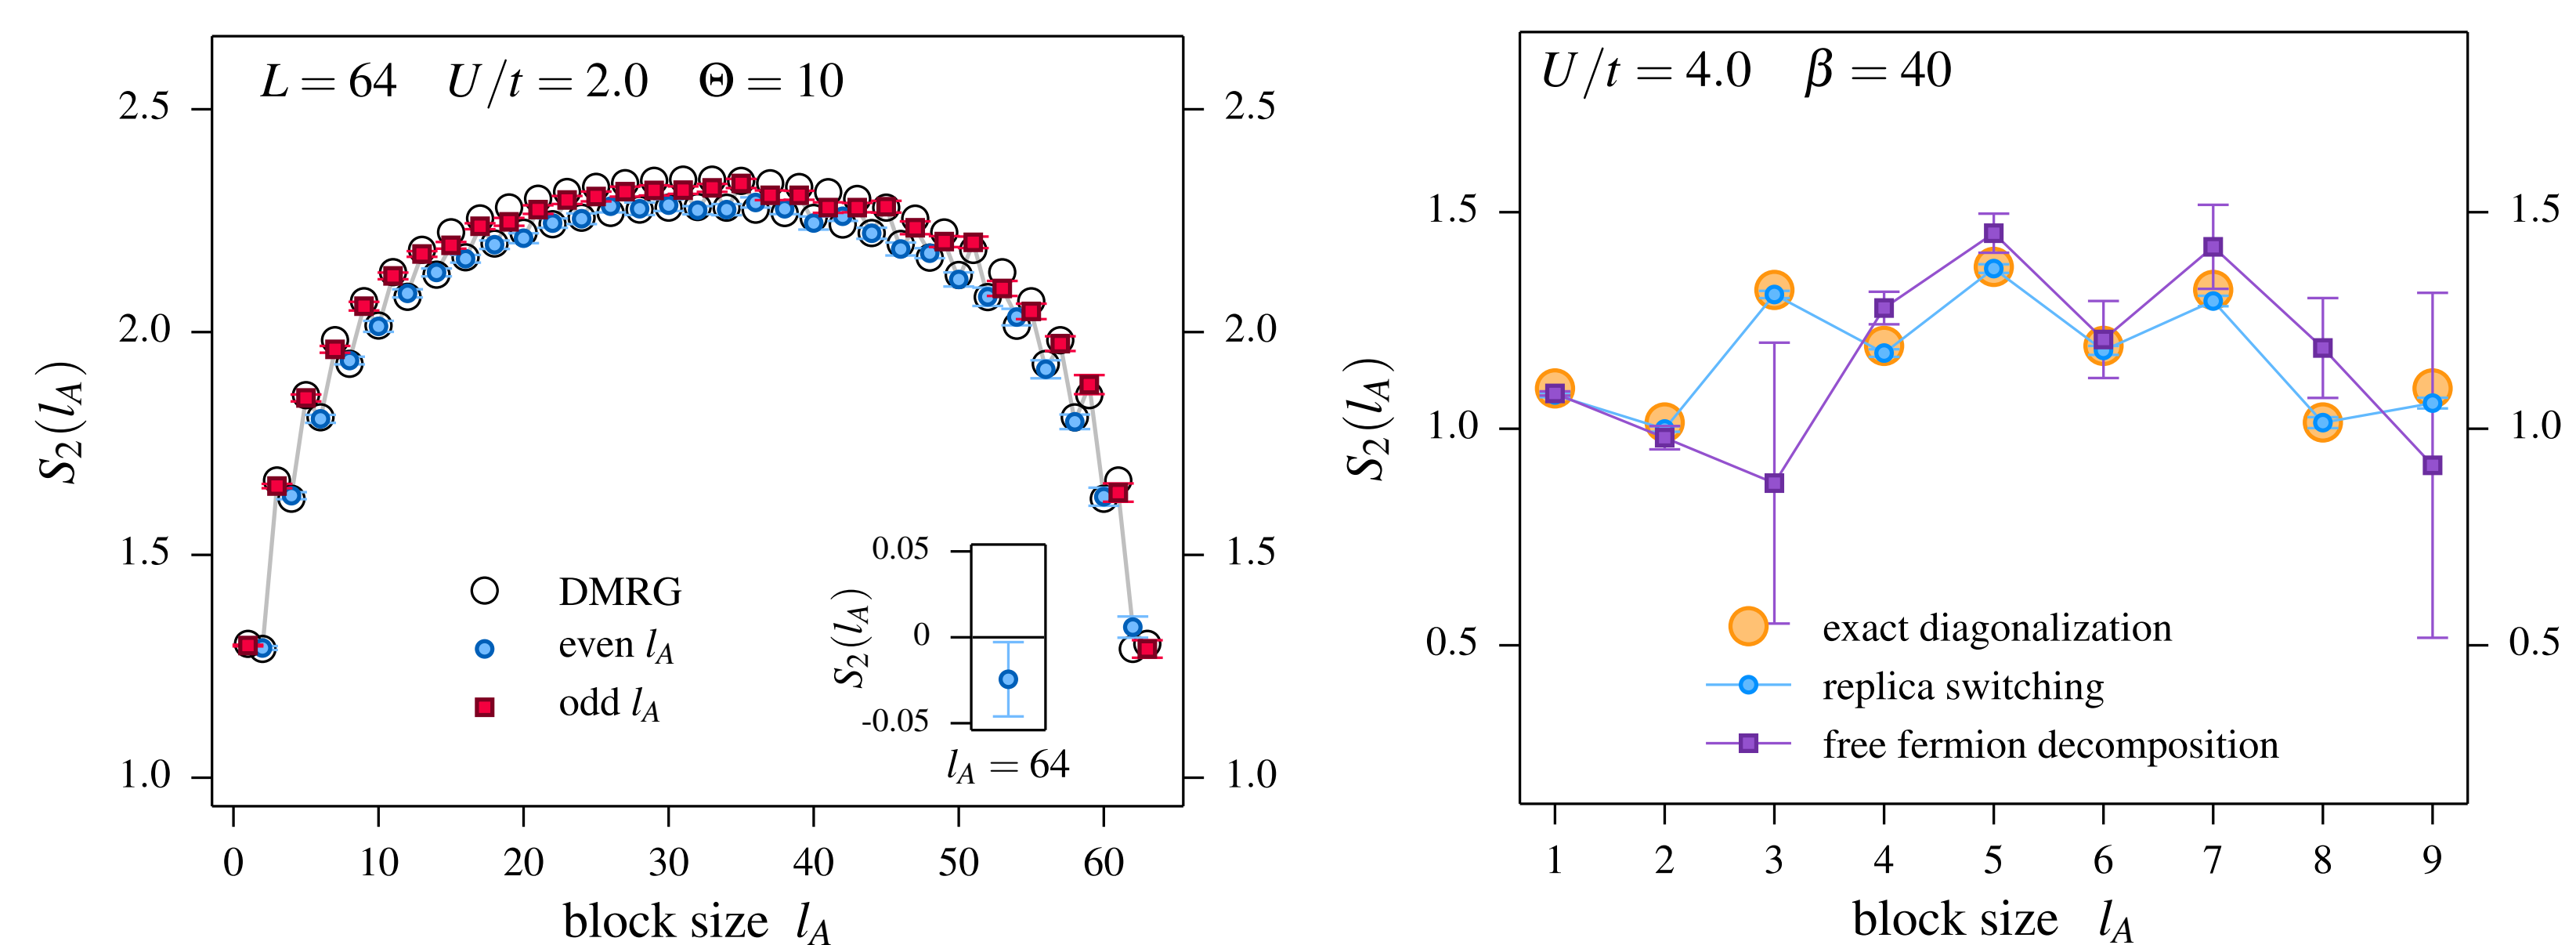 L = 64 U/t = 2.0 Θ = 10
2.5
2.0
1.5
1.0
2.5
2.0
1.5
1.0
S₂(l_A)
DMRG
even l_A
odd l_A
0.05
0
-0.05
S₂(l_A)
l_A = 64
0 10 20 30 40 50 60
block size l_A
U/t = 4.0 β = 40
1.5
1.0
0.5
1.5
1.0
0.5
S₂(l_A)
exact diagonalization
replica switching
free fermion decomposition
1 2 3 4 5 6 7 8 9
block size l_A